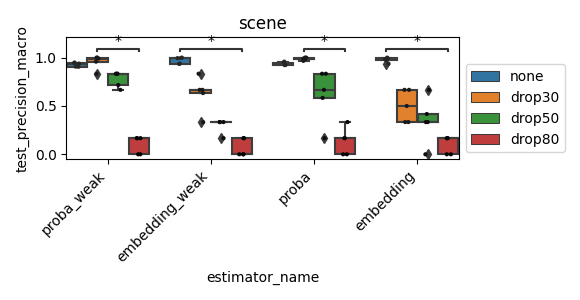 scene
* * * *
test_precision_macro
1.0
0.5
0.0
proba_weak
embedding_weak
proba
embedding
estimator_name
none
drop30
drop50
drop80